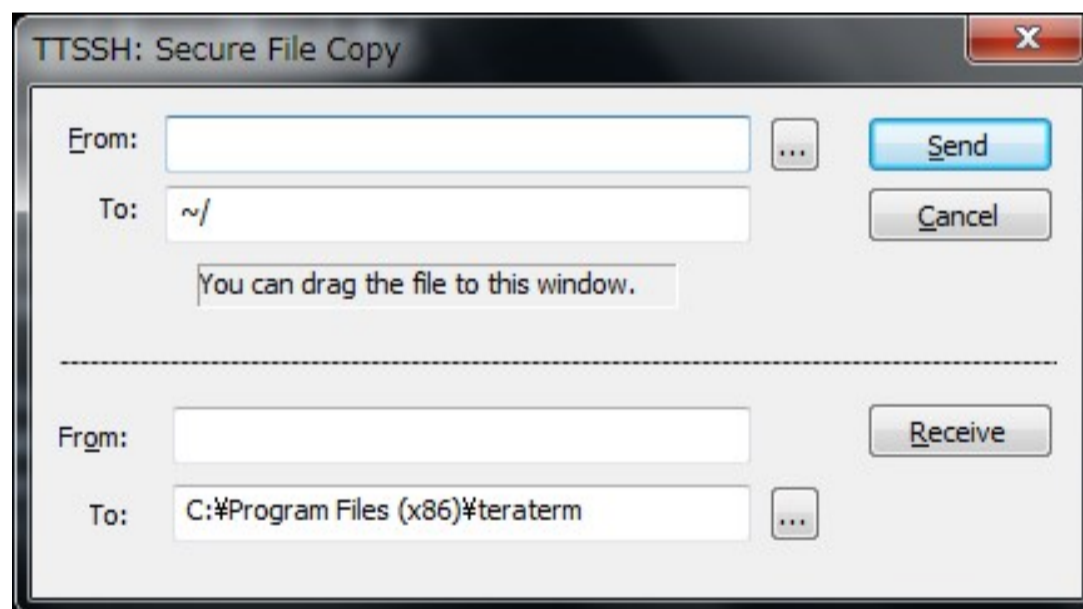 TTSSH: Secure File Copy
From:
...
Send
To: ~/
Cancel
You can drag the file to this window.
From:
Receive
To: C:¥Program Files (x86)¥teraterm
...